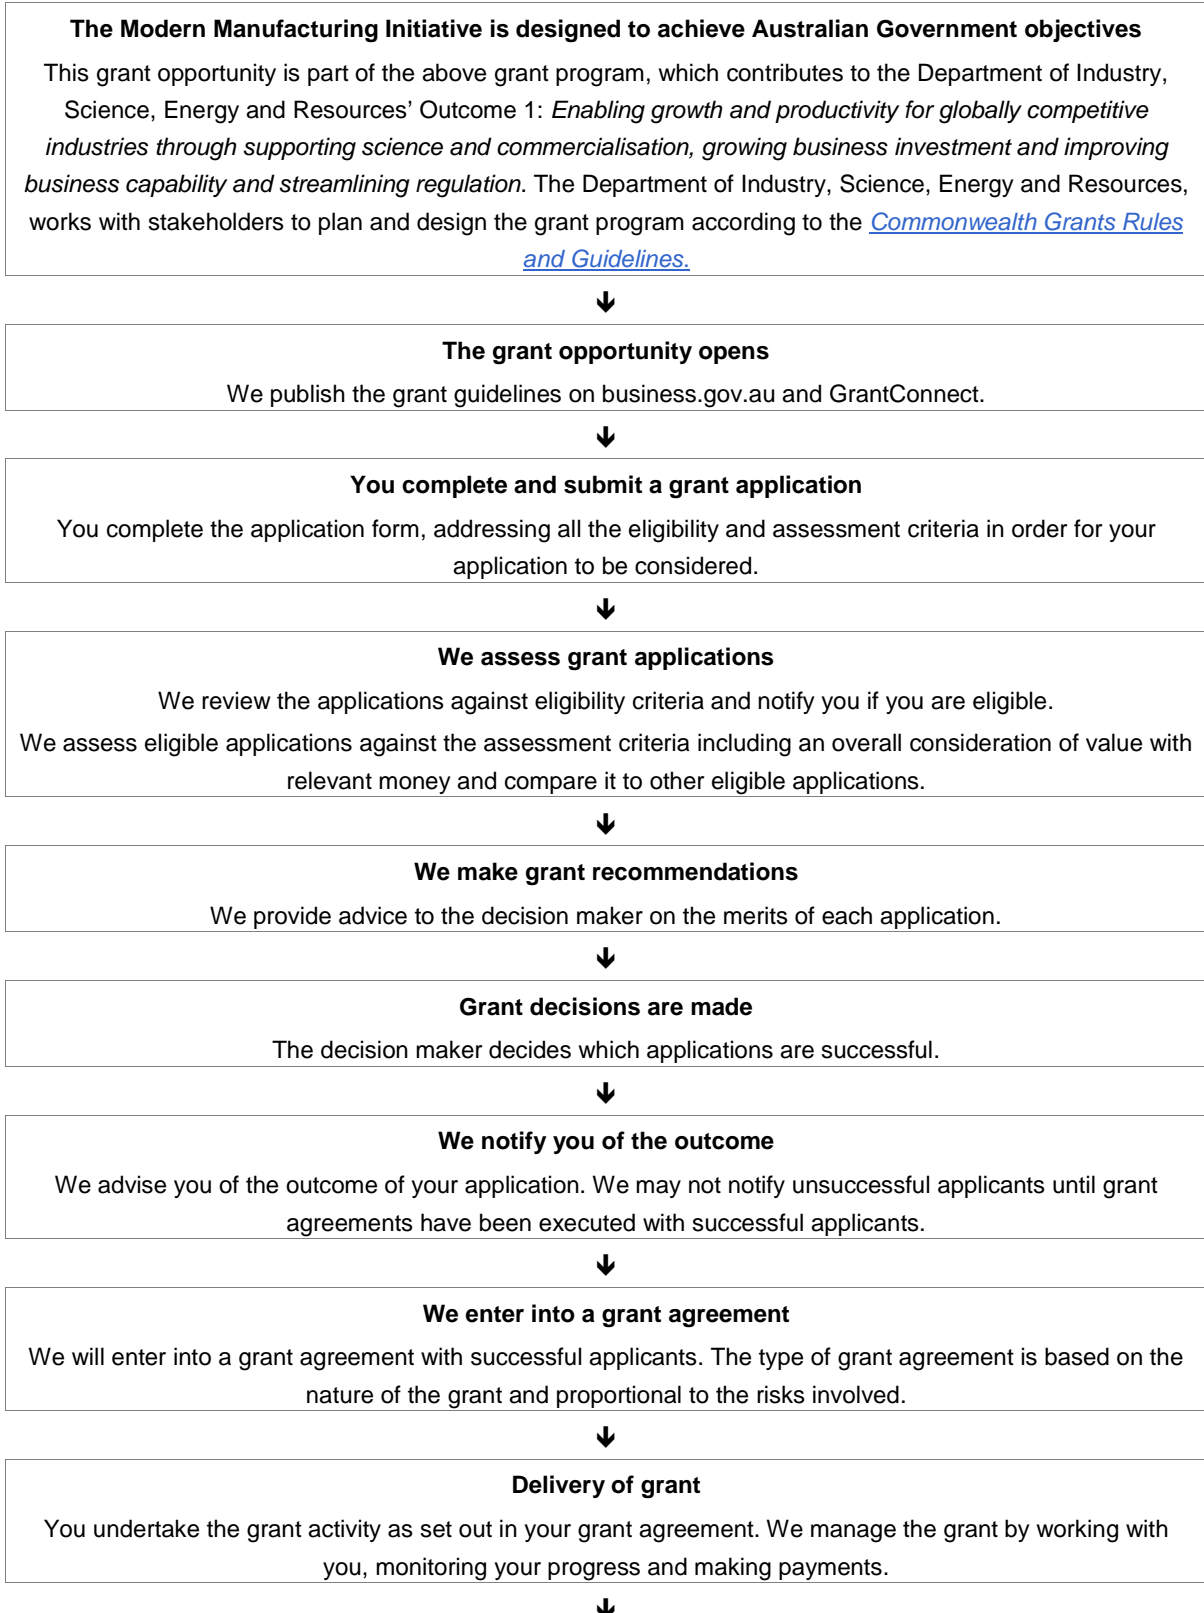 The Modern Manufacturing Initiative is designed to achieve Australian Government objectives
This grant opportunity is part of the above grant program, which contributes to the Department of Industry,
Science, Energy and Resources’ Outcome 1: Enabling growth and productivity for globally competitive
industries through supporting science and commercialisation, growing business investment and improving
business capability and streamlining regulation. The Department of Industry, Science, Energy and Resources,
works with stakeholders to plan and design the grant program according to the Commonwealth Grants Rules
and Guidelines.
🡻
The grant opportunity opens
We publish the grant guidelines on business.gov.au and GrantConnect.
🡻
You complete and submit a grant application
You complete the application form, addressing all the eligibility and assessment criteria in order for your
application to be considered.
🡻
We assess grant applications
We review the applications against eligibility criteria and notify you if you are eligible.
We assess eligible applications against the assessment criteria including an overall consideration of value with
relevant money and compare it to other eligible applications.
🡻
We make grant recommendations
We provide advice to the decision maker on the merits of each application.
🡻
Grant decisions are made
The decision maker decides which applications are successful.
🡻
We notify you of the outcome
We advise you of the outcome of your application. We may not notify unsuccessful applicants until grant
agreements have been executed with successful applicants.
🡻
We enter into a grant agreement
We will enter into a grant agreement with successful applicants. The type of grant agreement is based on the
nature of the grant and proportional to the risks involved.
🡻
Delivery of grant
You undertake the grant activity as set out in your grant agreement. We manage the grant by working with
you, monitoring your progress and making payments.
🡻